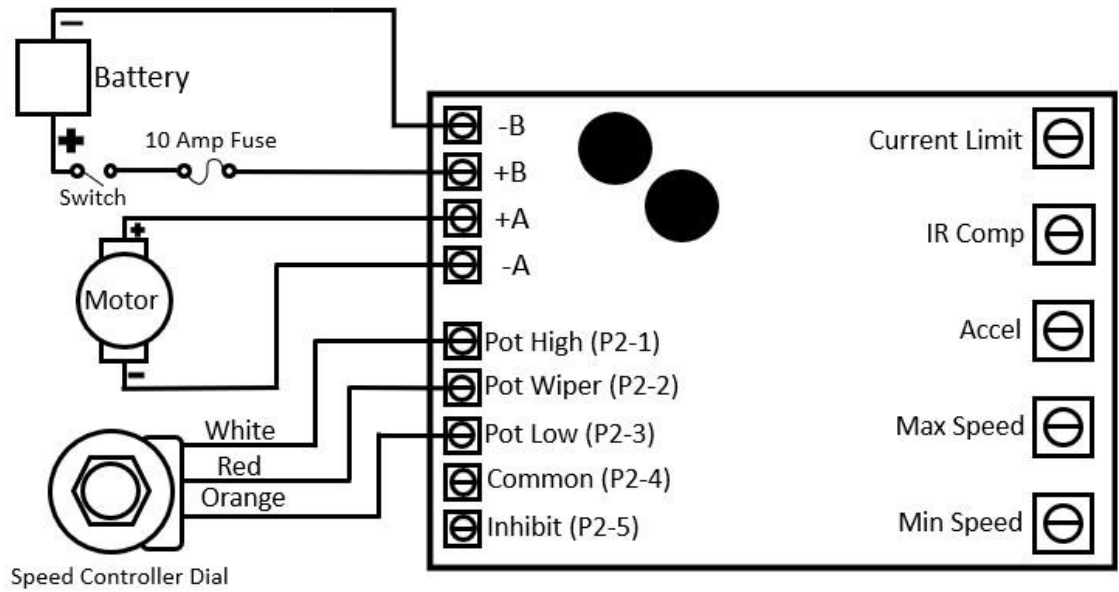 Battery
10 Amp Fuse
Switch
Motor
White
Red
Orange
Speed Controller Dial
-B
+B
+A
-A
Pot High (P2-1)
Pot Wiper (P2-2)
Pot Low (P2-3)
Common (P2-4)
Inhibit (P2-5)
Current Limit
IR Comp
Accel
Max Speed
Min Speed